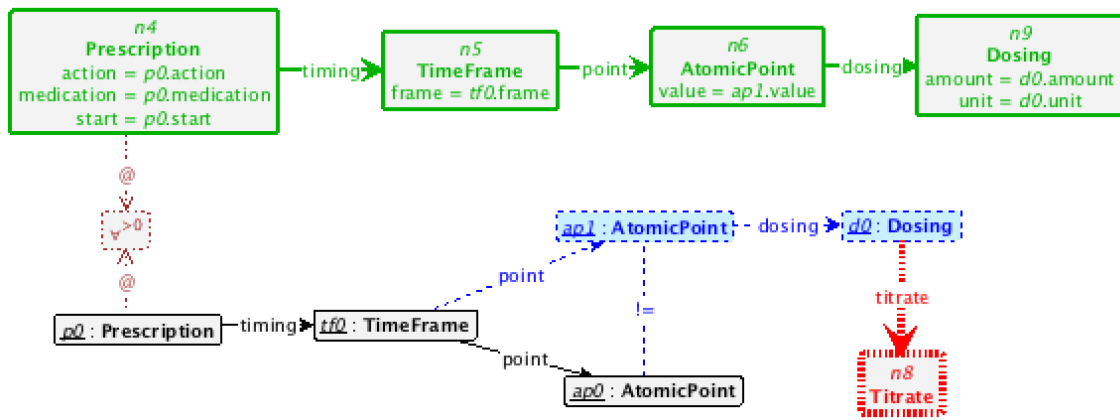 n4
Prescription
action = p0.action
medication = p0.medication
start = p0.start
timing
n5
TimeFrame
frame = tf0.frame
point
n6
AtomicPoint
value = ap1.value
dosing
n9
Dosing
amount = d0.amount
unit = d0.unit
@
∀>0
@
p0 : Prescription
timing
tf0 : TimeFrame
point
ap1 : AtomicPoint
dosing
d0 : Dosing
!=
point
ap0 : AtomicPoint
titrate
n8
Titrate